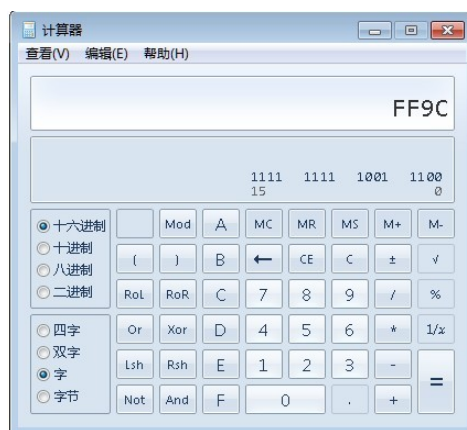 计算器
查看(V) 编辑(E) 帮助(H)
FF9C
1111 1111 1001 1100
15 0
十六进制 Mod A MC MR MS M+ M-
十进制
八进制 ( ) B ← CE C ± √
二进制 RoL RoR C 7 8 9 / %
四字 Or Xor D 4 5 6 * 1/x
双字
字 Lsh Rsh E 1 2 3 - =
字节 Not And F 0 . +